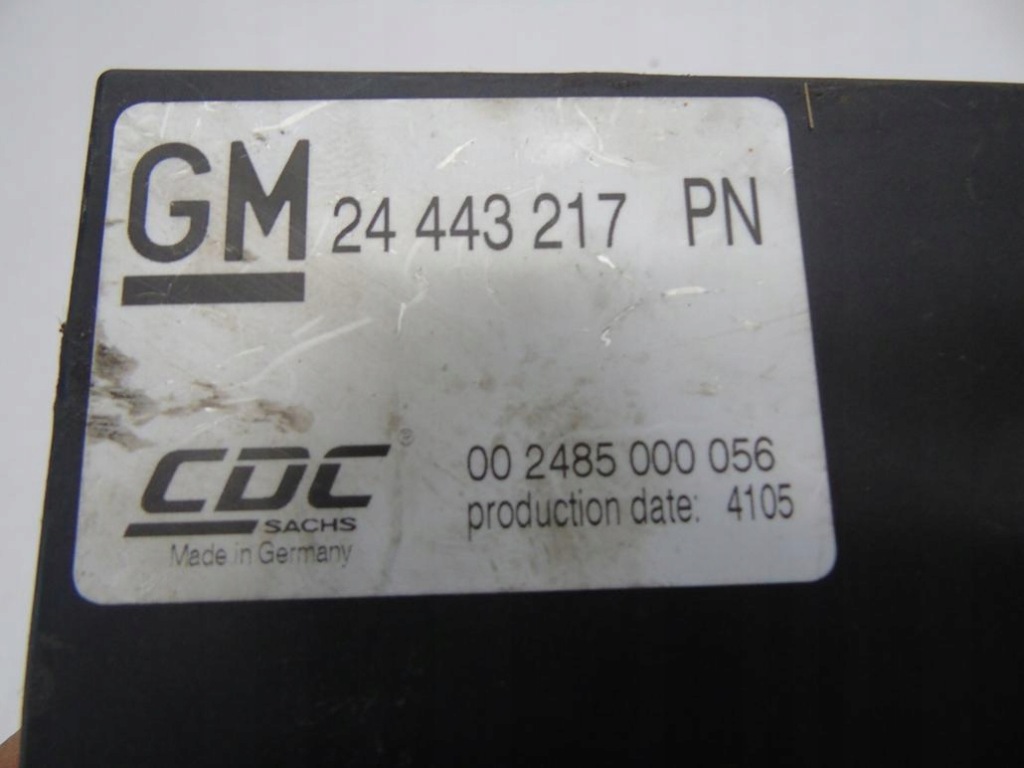 GM 24 443 217 PN
CDC® 00 2485 000 056
SACHS production date: 4105
Made in Germany